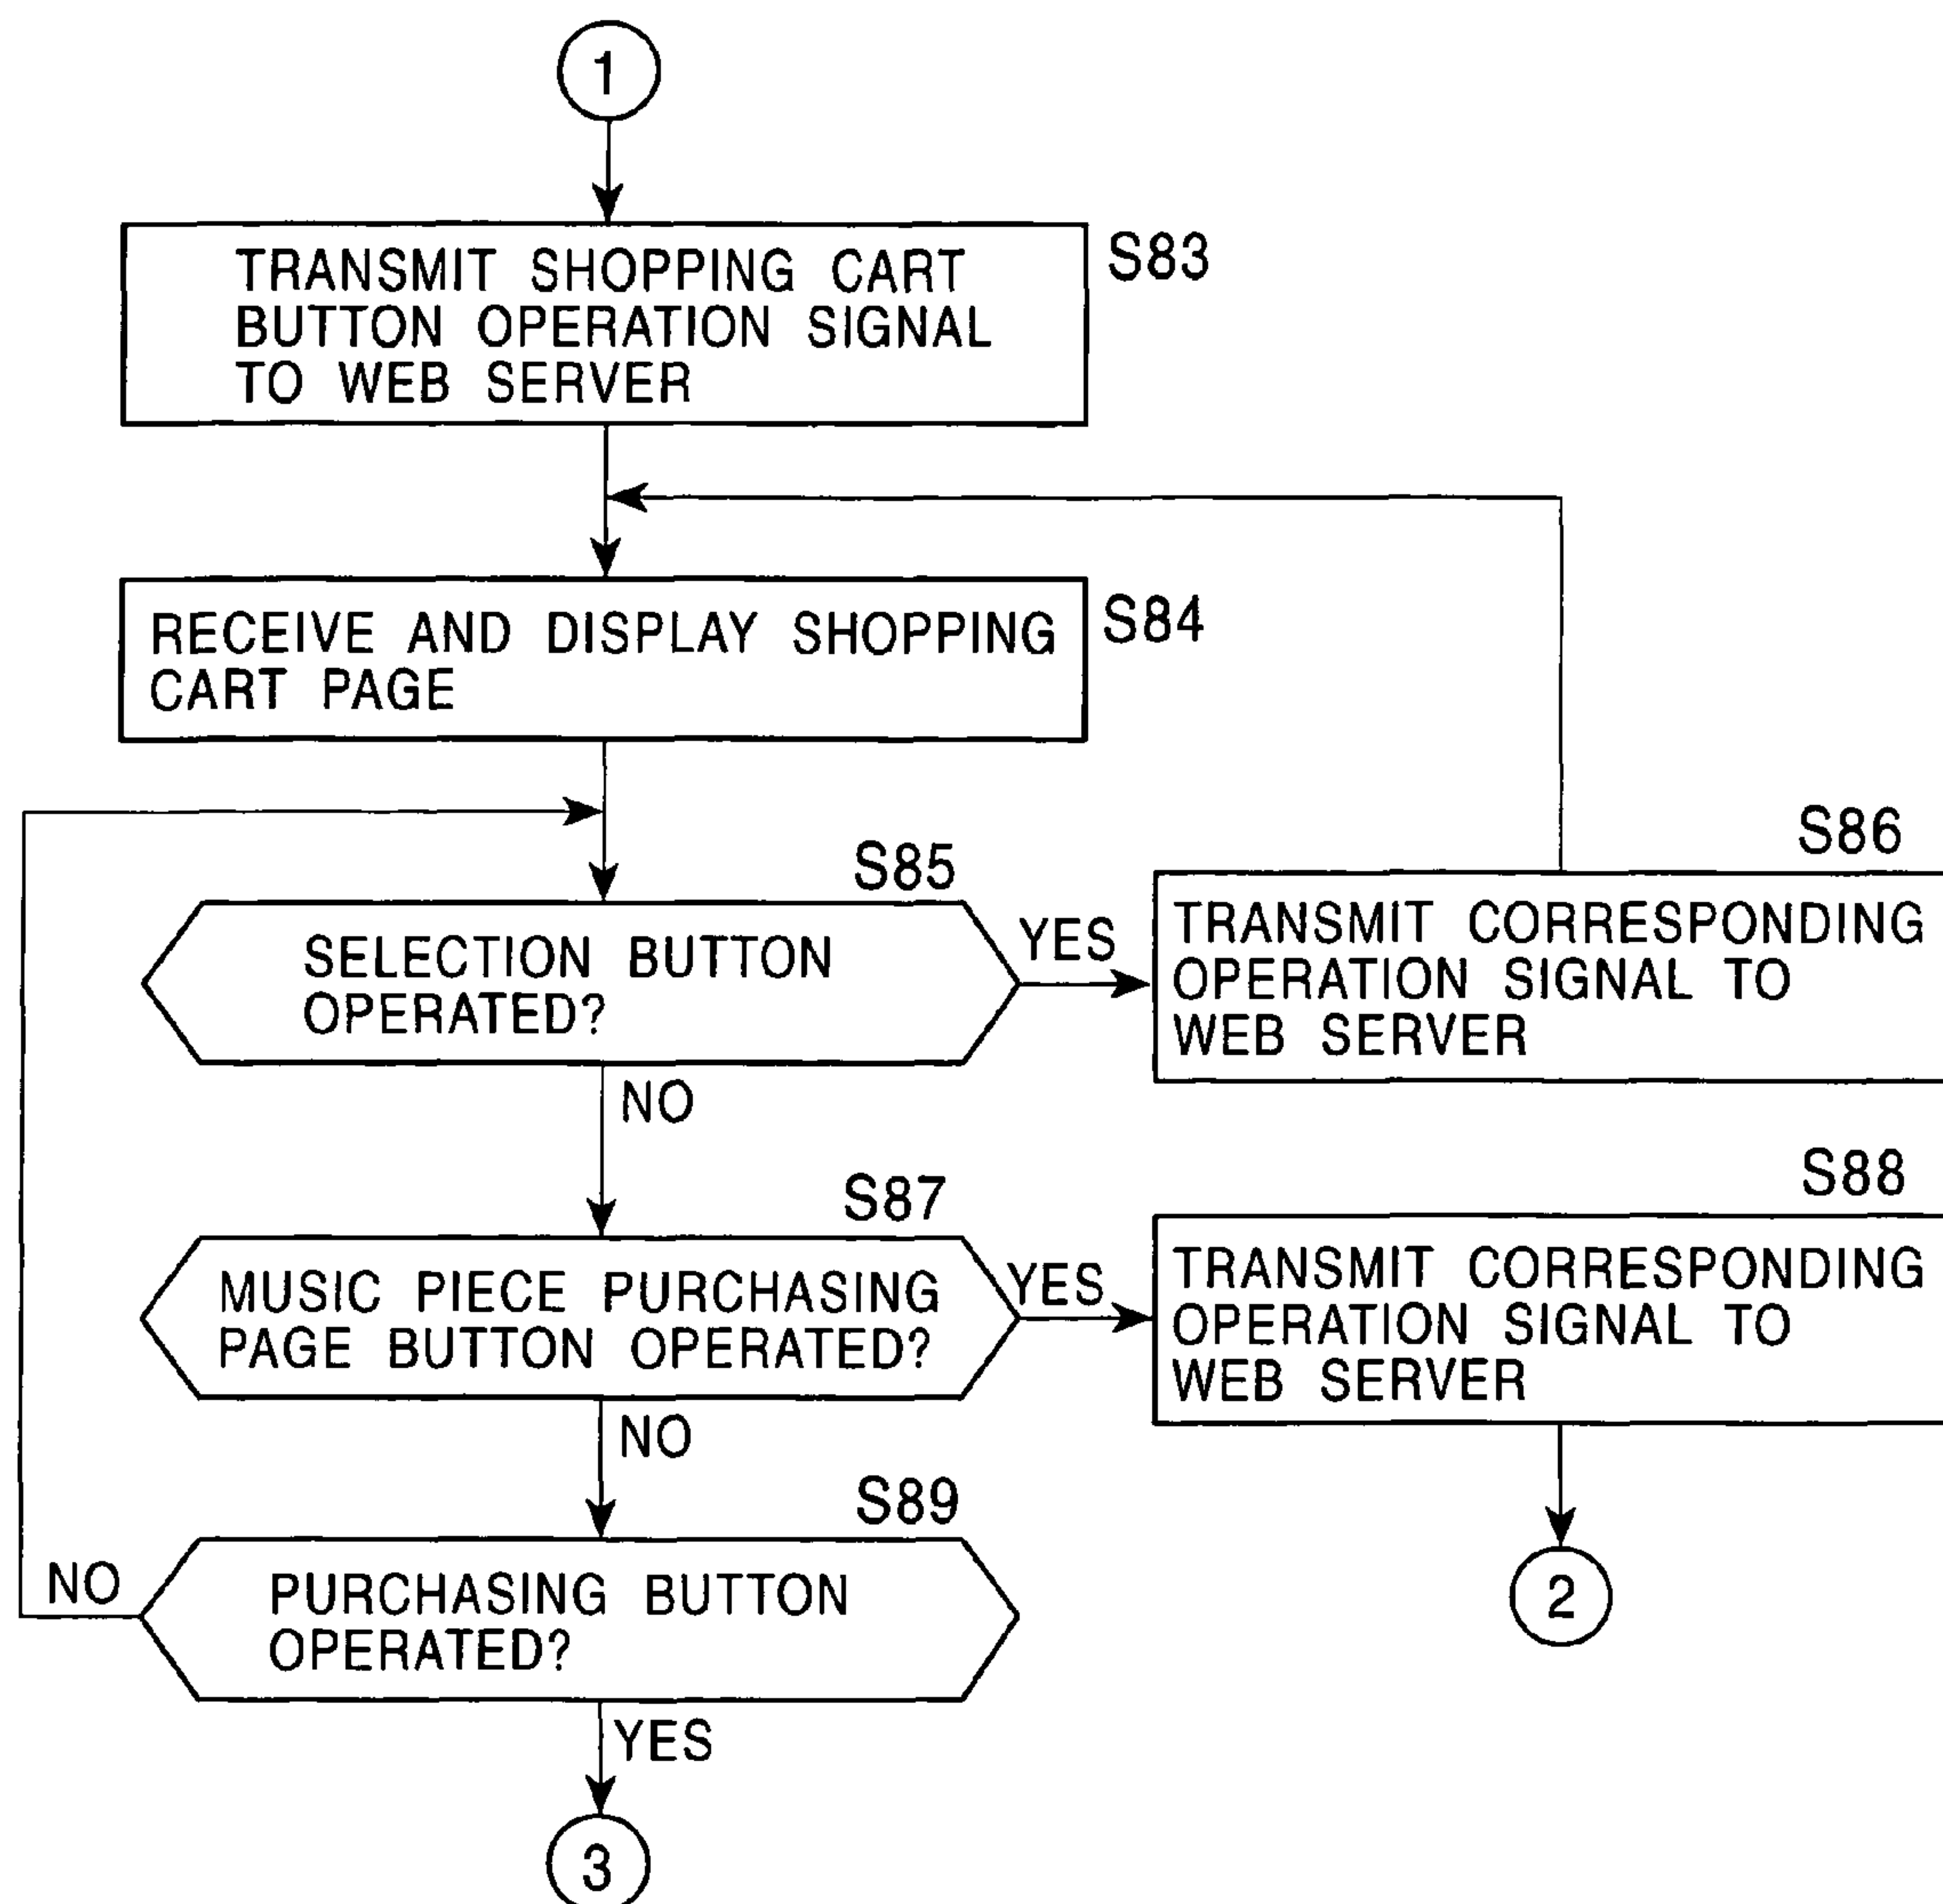 1
TRANSMIT SHOPPING CART
BUTTON OPERATION SIGNAL
TO WEB SERVER
S83
RECEIVE AND DISPLAY SHOPPING
CART PAGE
S84
S85
SELECTION BUTTON
OPERATED?
YES
NO
S86
TRANSMIT CORRESPONDING
OPERATION SIGNAL TO
WEB SERVER
S87
MUSIC PIECE PURCHASING
PAGE BUTTON OPERATED?
YES
NO
S88
TRANSMIT CORRESPONDING
OPERATION SIGNAL TO
WEB SERVER
2
S89
PURCHASING BUTTON
OPERATED?
NO
YES
3